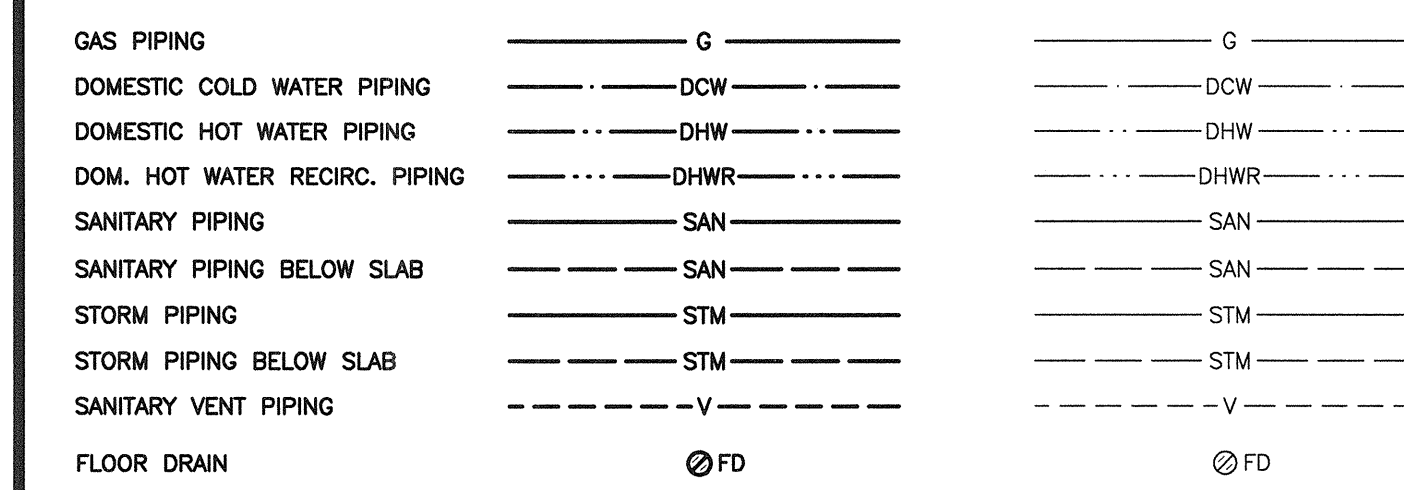 GAS PIPING G G
DOMESTIC COLD WATER PIPING DCW DCW
DOMESTIC HOT WATER PIPING DHW DHW
DOM. HOT WATER RECIRC. PIPING DHWR DHWR
SANITARY PIPING SAN SAN
SANITARY PIPING BELOW SLAB SAN SAN
STORM PIPING STM STM
STORM PIPING BELOW SLAB STM STM
SANITARY VENT PIPING V V
FLOOR DRAIN FD FD